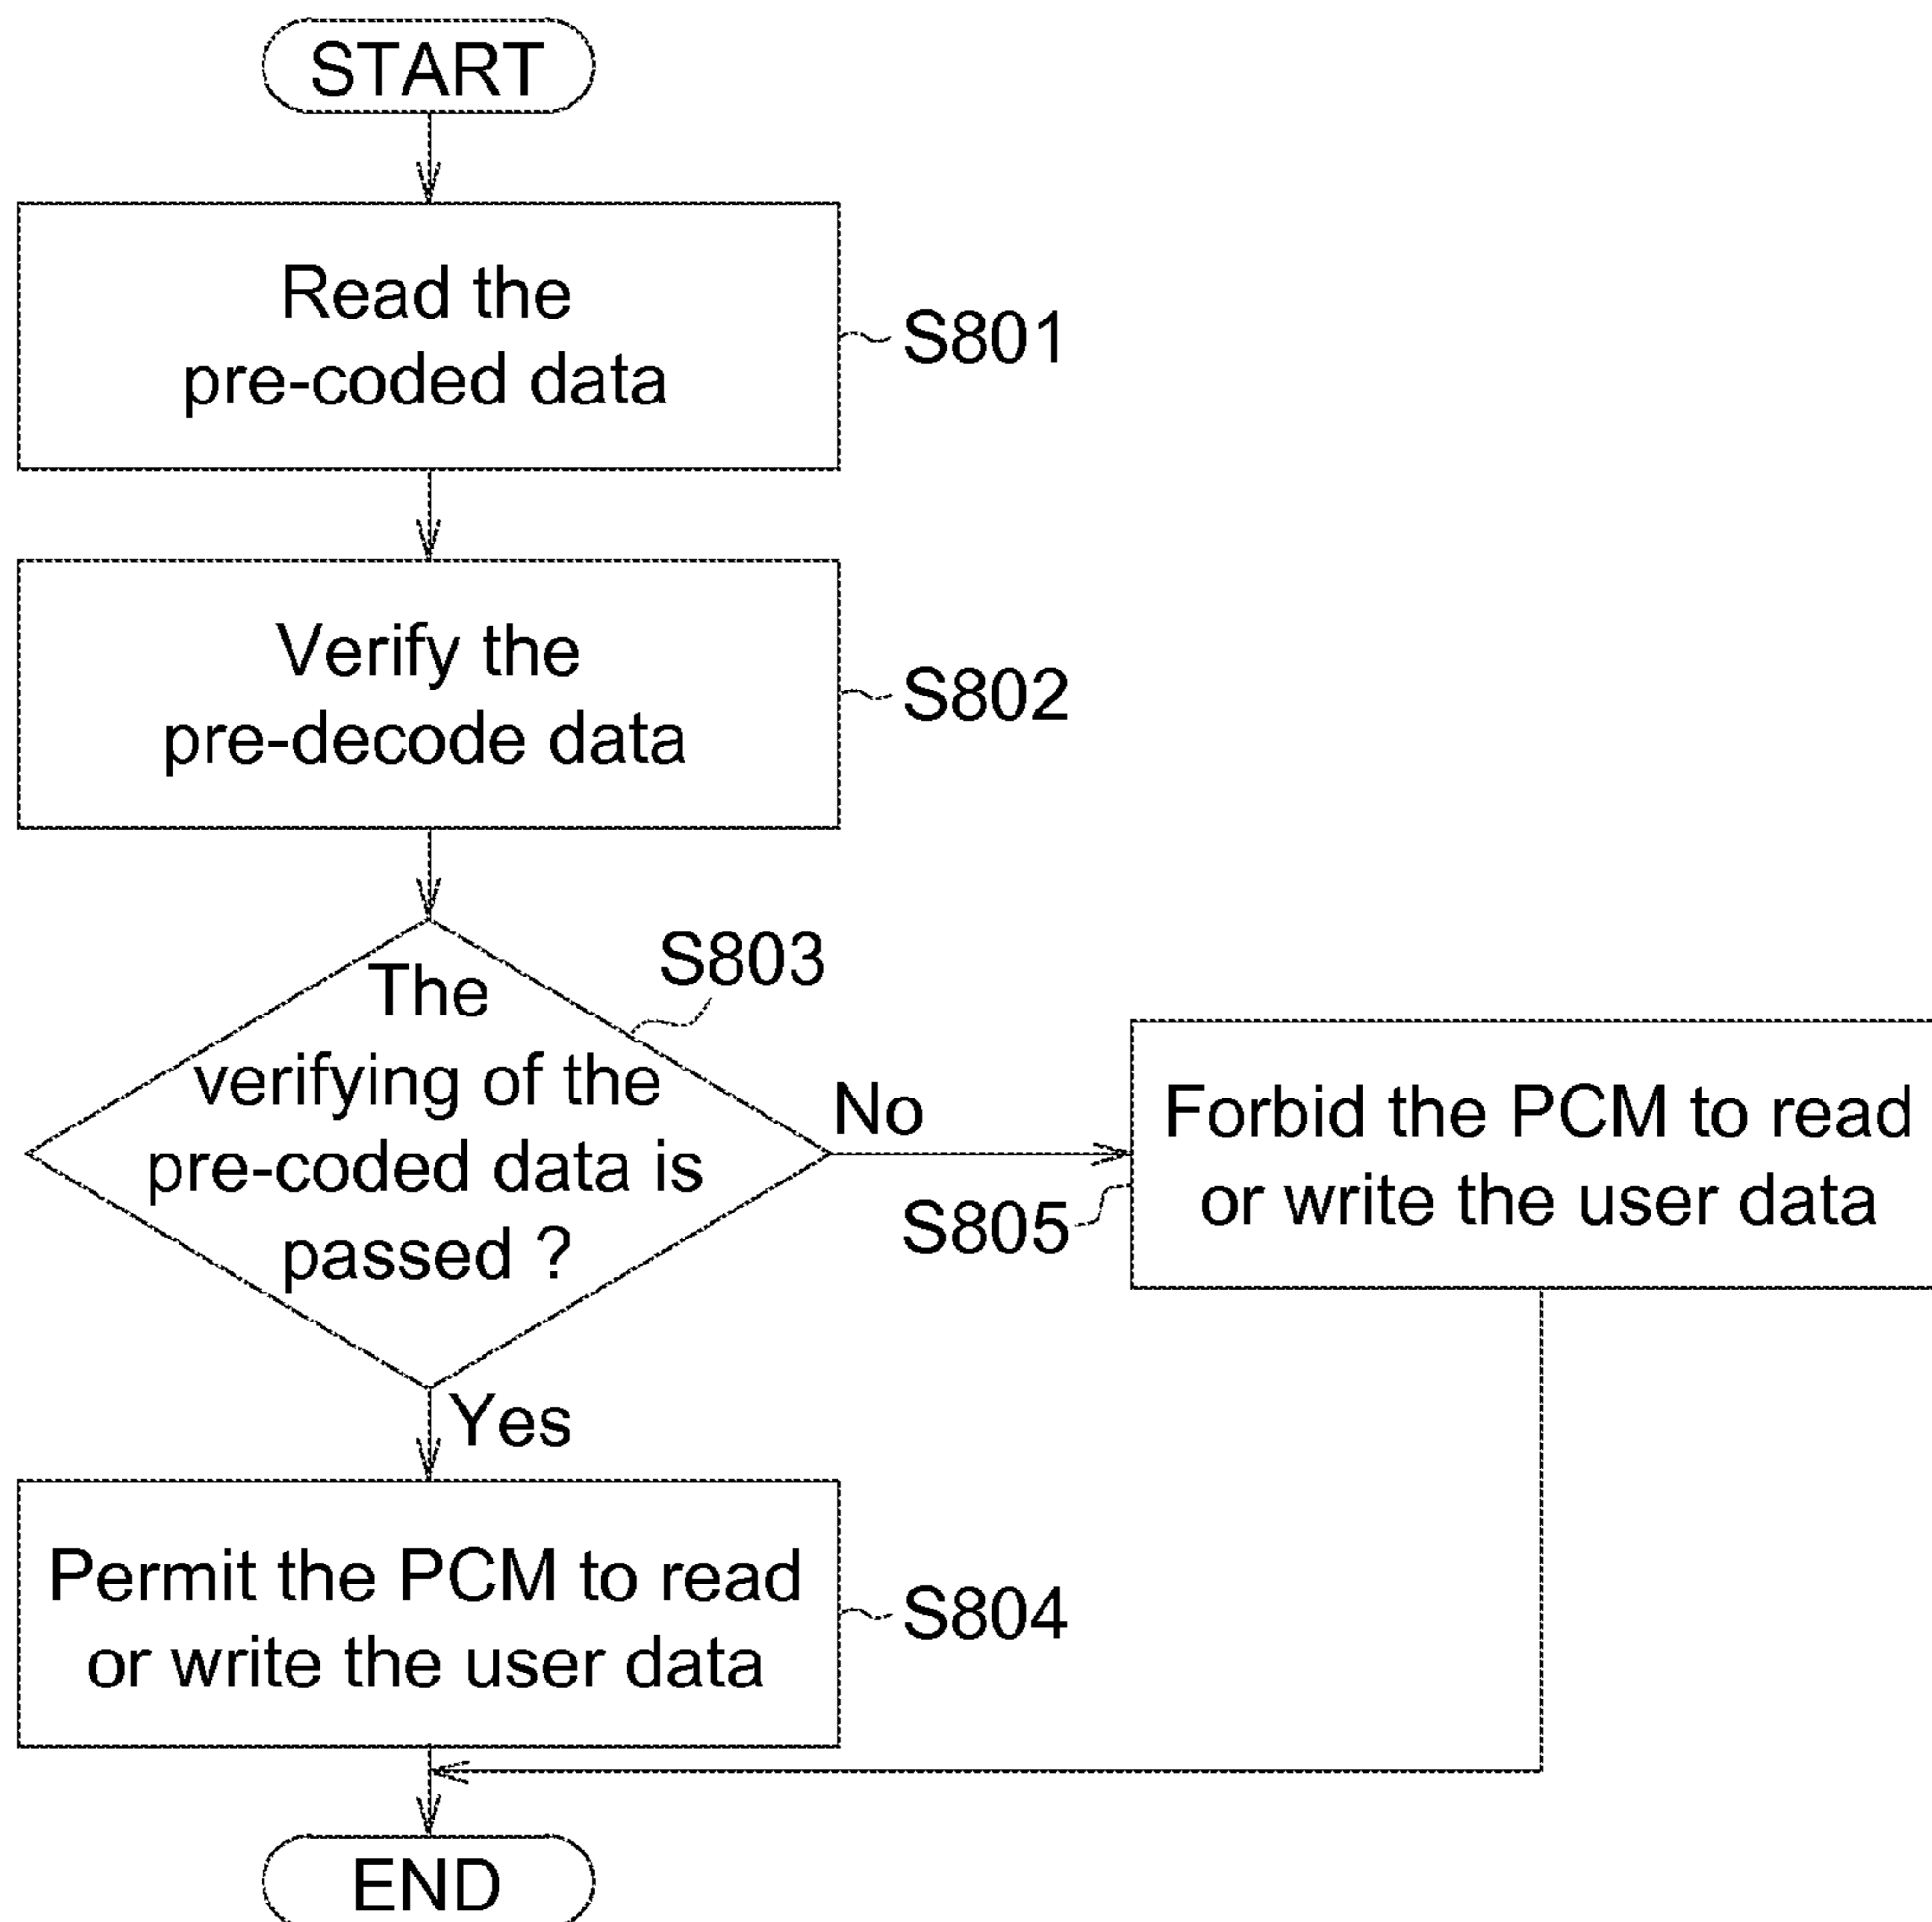 START
Read the
pre-coded data
S801
Verify the
pre-decode data
S802
S803
The
verifying of the
pre-coded data is
passed ?
No
S805
Forbid the PCM to read
or write the user data
Yes
Permit the PCM to read
or write the user data
S804
END